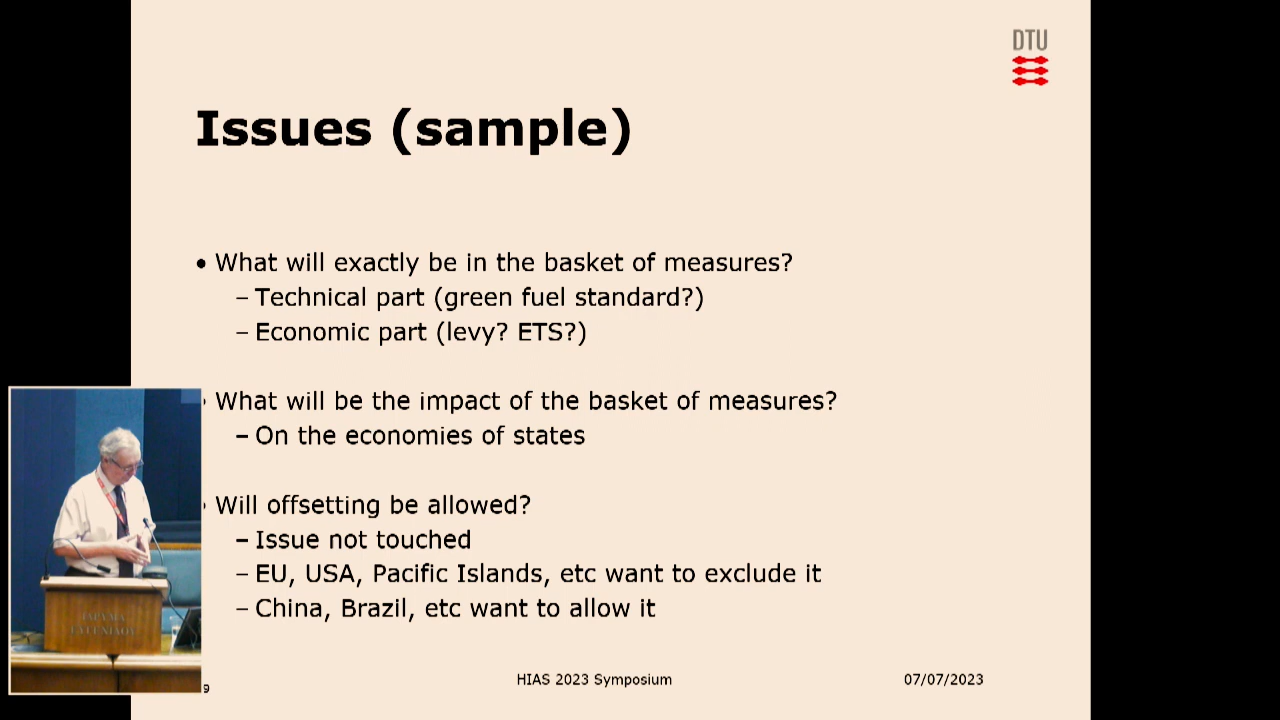 DTU
Issues (sample)
• What will exactly be in the basket of measures?
– Technical part (green fuel standard?)
– Economic part (levy? ETS?)
• What will be the impact of the basket of measures?
– On the economies of states
• Will offsetting be allowed?
– Issue not touched
– EU, USA, Pacific Islands, etc want to exclude it
– China, Brazil, etc want to allow it
9 HIAS 2023 Symposium 07/07/2023
ΙΔΡΥΜΑ
ΕΥΓΕΝΙΔΟΥ